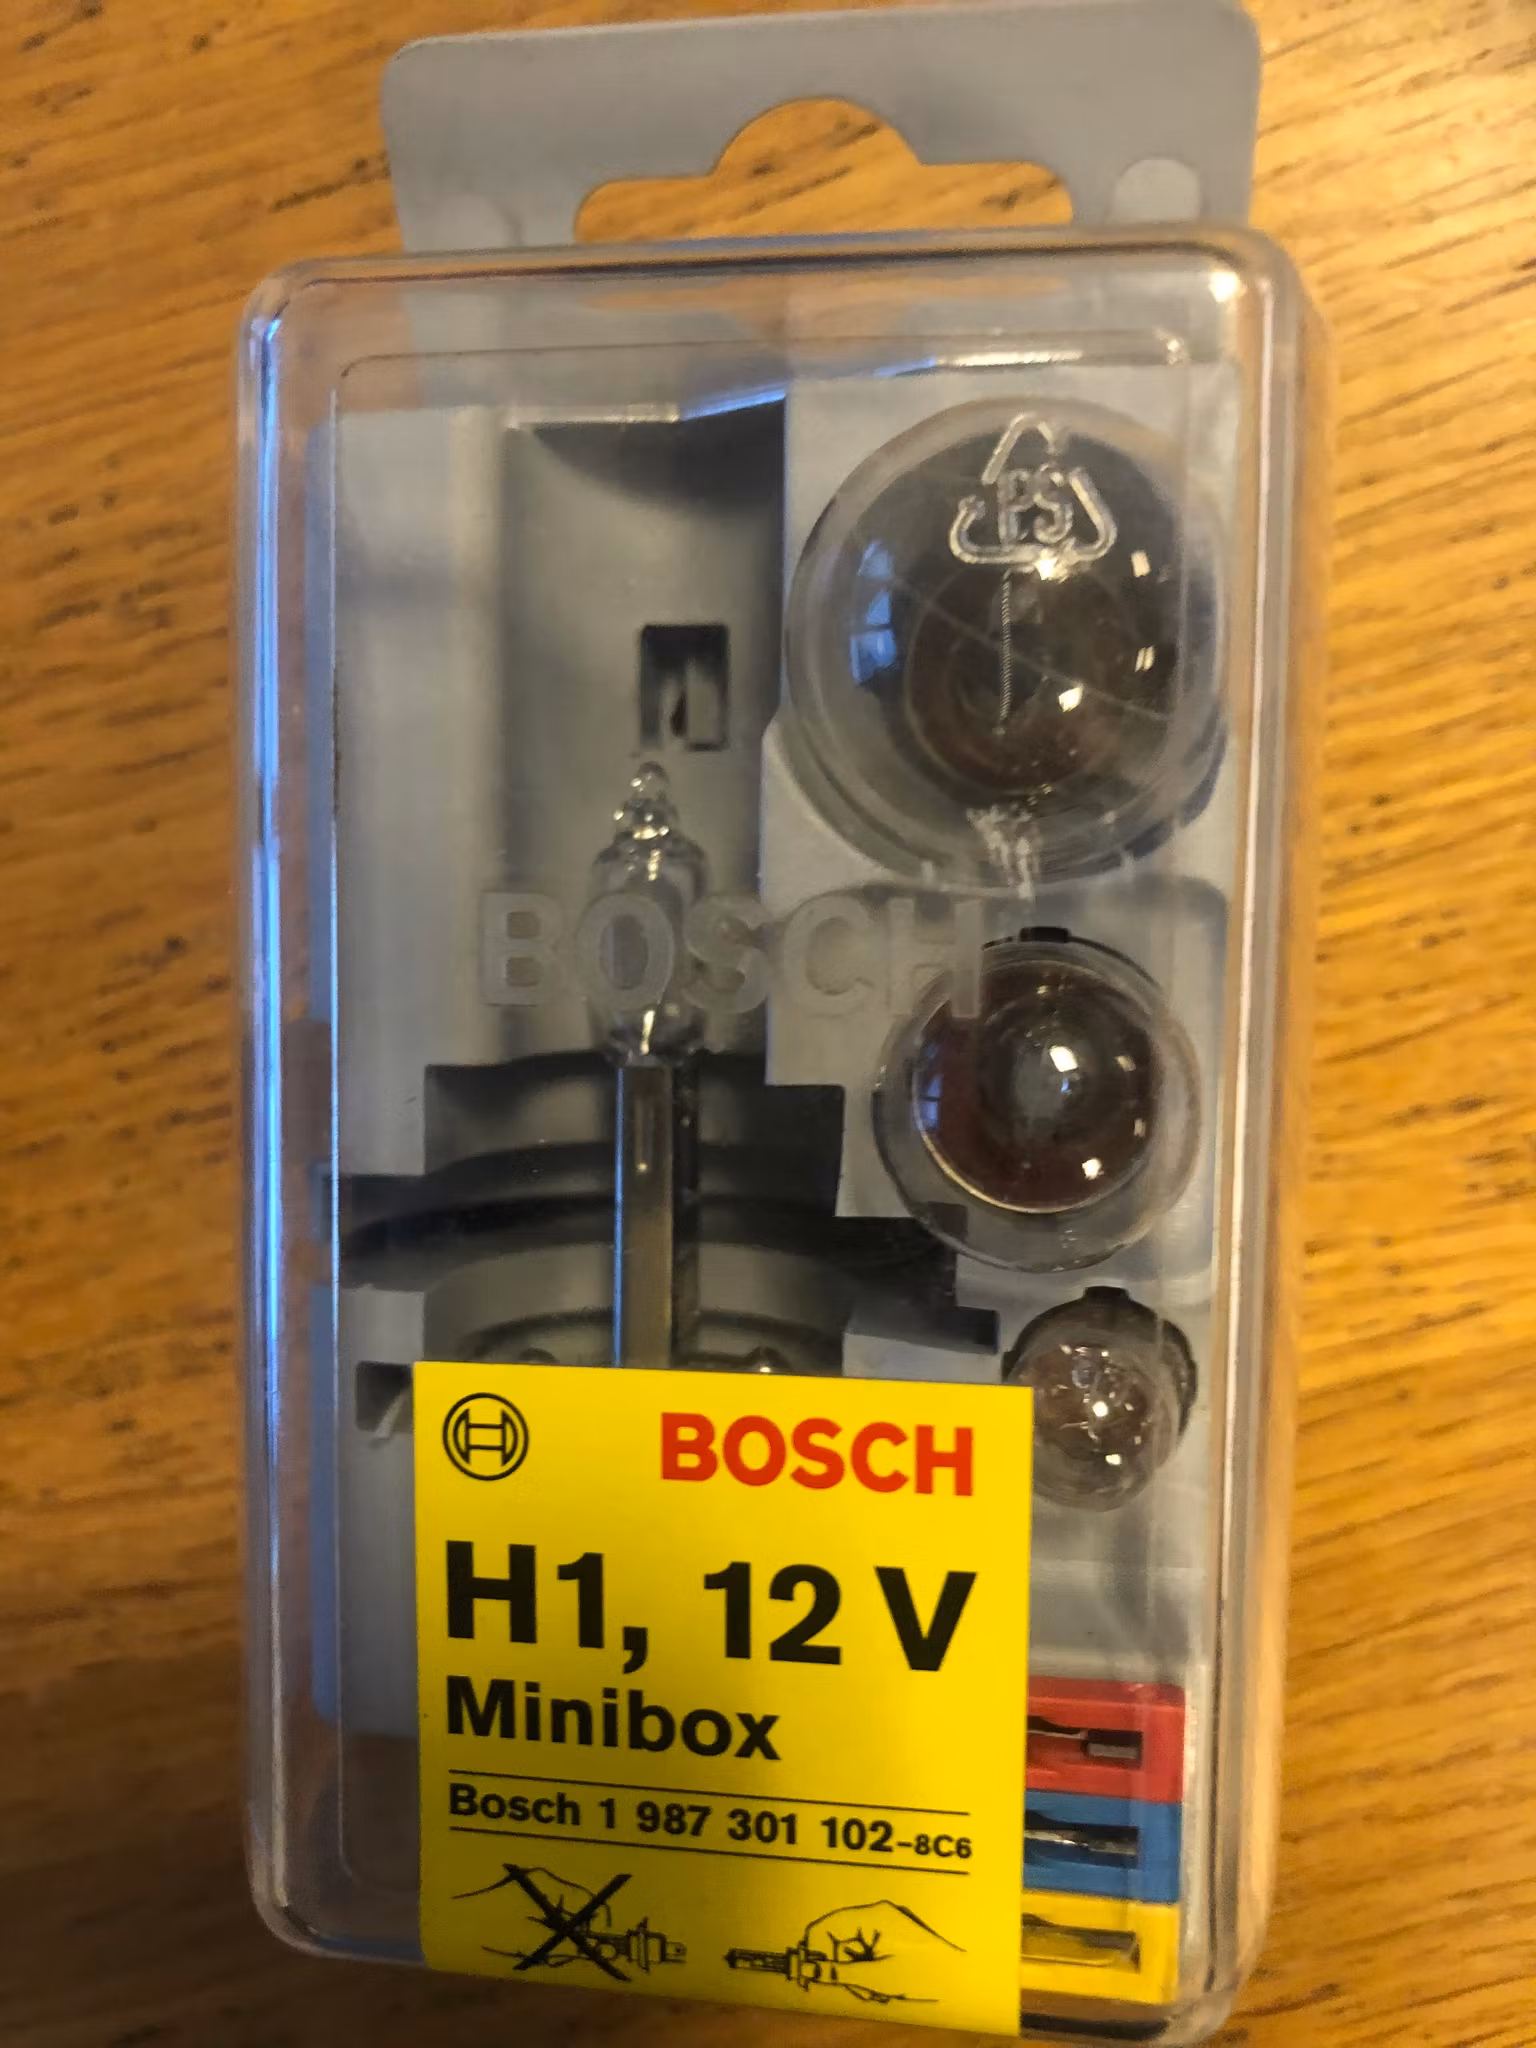 PS
BOSCH
BOSCH
H1, 12 V
Minibox
Bosch 1 987 301 102-8C6